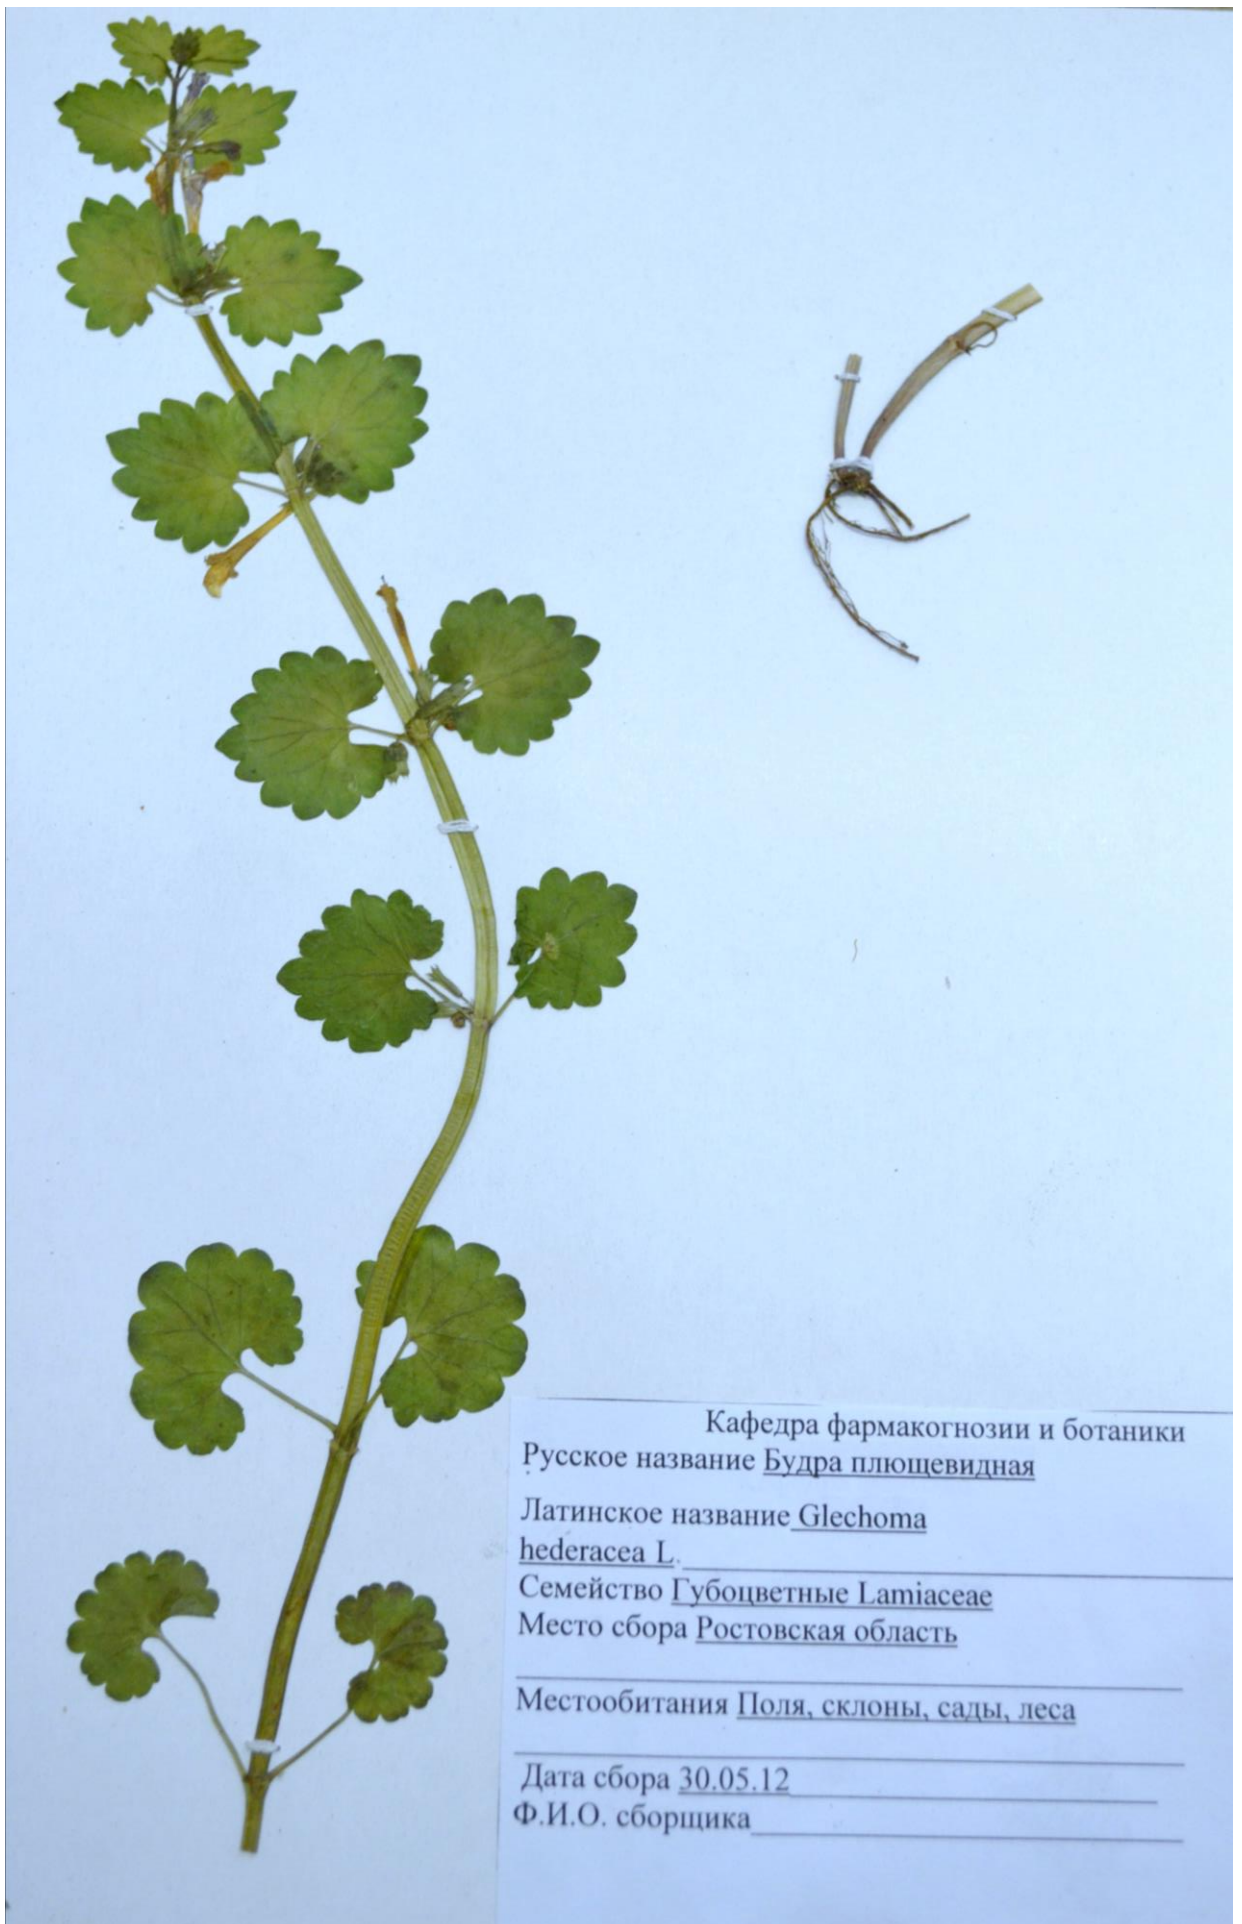 Кафедра фармакогнозии и ботаники
Русское название Будра плющевидная
Латинское название Glechoma
hederacea L.
Семейство Губоцветные Lamiaceae
Место сбора Ростовская область
Местообитания Поля, склоны, сады, леса
Дата сбора 30.05.12
Ф.И.О. сборщика